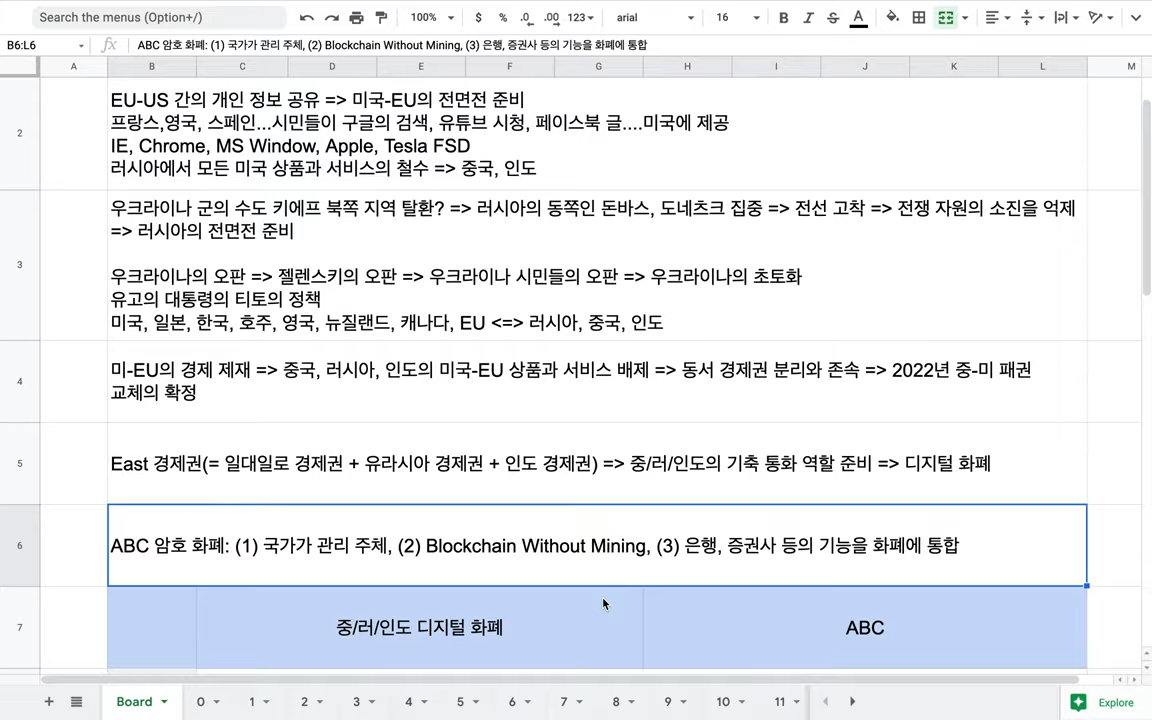 Search the menus (Option+/)
100%
$ % .0 .00 123
arial
16
B I S A
B6:L6
fx
ABC 암호 화폐: (1) 국가가 관리 주체, (2) Blockchain Without Mining, (3) 은행, 증권사 등의 기능을 화폐에 통합
A B C D E F G H I J K L M
2
EU-US 간의 개인 정보 공유 => 미국-EU의 전면전 준비
프랑스,영국, 스페인...시민들이 구글의 검색, 유튜브 시청, 페이스북 글....미국에 제공
IE, Chrome, MS Window, Apple, Tesla FSD
러시아에서 모든 미국 상품과 서비스의 철수 => 중국, 인도
3
우크라이나 군의 수도 키에프 북쪽 지역 탈환? => 러시아의 동쪽인 돈바스, 도네츠크 집중 => 전선 고착 => 전쟁 자원의 소진을 억제
=> 러시아의 전면전 준비
우크라이나의 오판 => 젤렌스키의 오판 => 우크라이나 시민들의 오판 => 우크라이나의 초토화
유고의 대통령의 티토의 정책
미국, 일본, 한국, 호주, 영국, 뉴질랜드, 캐나다, EU <=> 러시아, 중국, 인도
4
미-EU의 경제 제재 => 중국, 러시아, 인도의 미국-EU 상품과 서비스 배제 => 동서 경제권 분리와 존속 => 2022년 중-미 패권
교체의 확정
5
East 경제권(= 일대일로 경제권 + 유라시아 경제권 + 인도 경제권) => 중/러/인도의 기축 통화 역할 준비 => 디지털 화폐
6
ABC 암호 화폐: (1) 국가가 관리 주체, (2) Blockchain Without Mining, (3) 은행, 증권사 등의 기능을 화폐에 통합
7
중/러/인도 디지털 화폐
ABC
Board 0 1 2 3 4 5 6 7 8 9 10 11
Explore